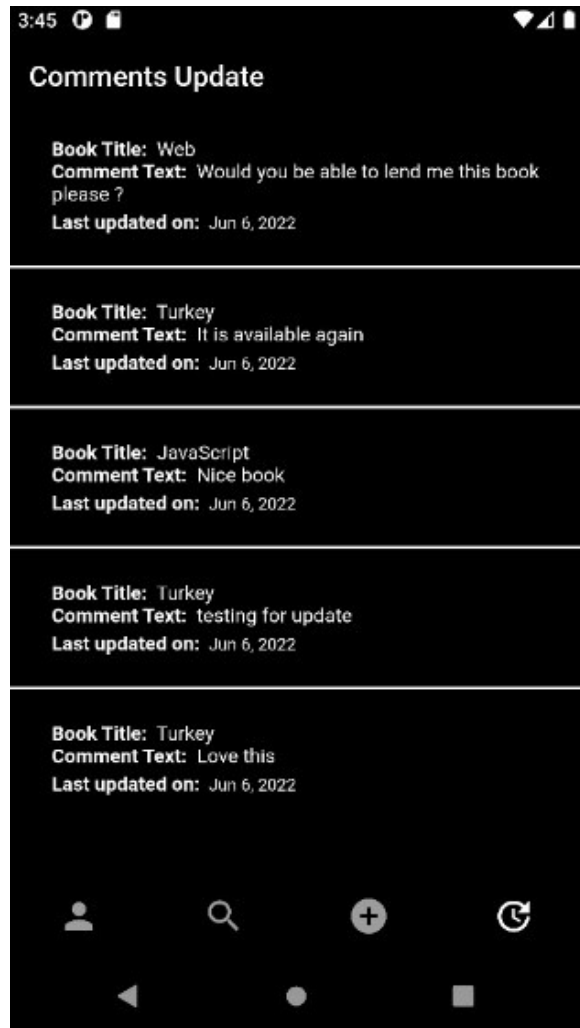 3:45
Comments Update
Book Title: Web
Comment Text: Would you be able to lend me this book
please ?
Last updated on: Jun 6, 2022
Book Title: Turkey
Comment Text: It is available again
Last updated on: Jun 6, 2022
Book Title: JavaScript
Comment Text: Nice book
Last updated on: Jun 6, 2022
Book Title: Turkey
Comment Text: testing for update
Last updated on: Jun 6, 2022
Book Title: Turkey
Comment Text: Love this
Last updated on: Jun 6, 2022